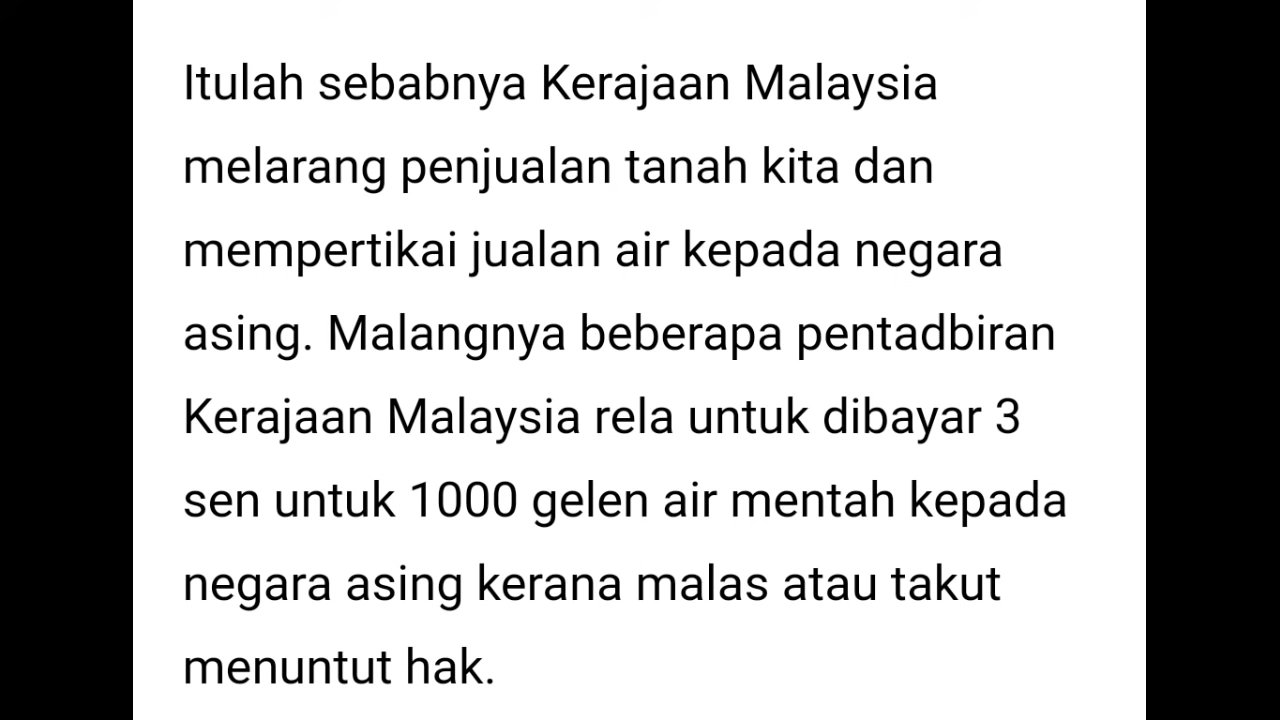 Itulah sebabnya Kerajaan Malaysia
melarang penjualan tanah kita dan
mempertikai jualan air kepada negara
asing. Malangnya beberapa pentadbiran
Kerajaan Malaysia rela untuk dibayar 3
sen untuk 1000 gelen air mentah kepada
negara asing kerana malas atau takut
menuntut hak.